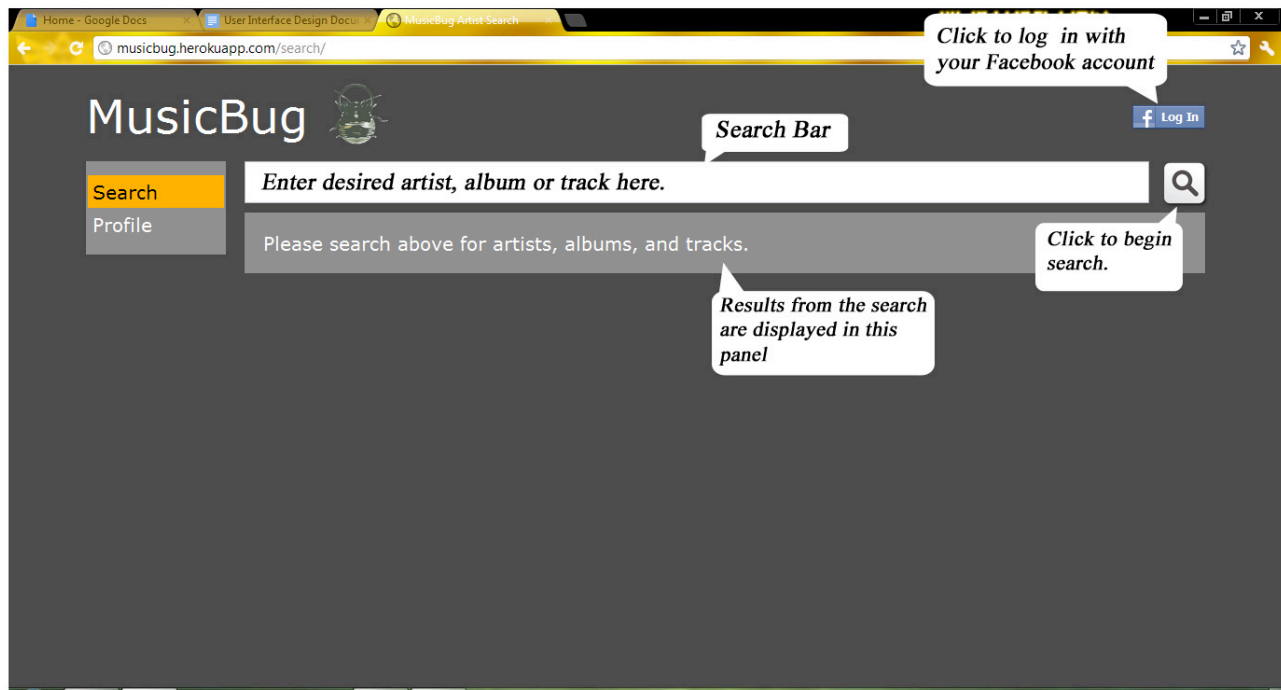 Home - Google Docs
User Interface Design Docu
MusicBug Artist Search
musicbug.herokuapp.com/search/
Click to log in with
your Facebook account
MusicBug
f Log In
Search Bar
Search
Profile
Enter desired artist, album or track here.
Please search above for artists, albums, and tracks.
Click to begin
search.
Results from the search
are displayed in this
panel